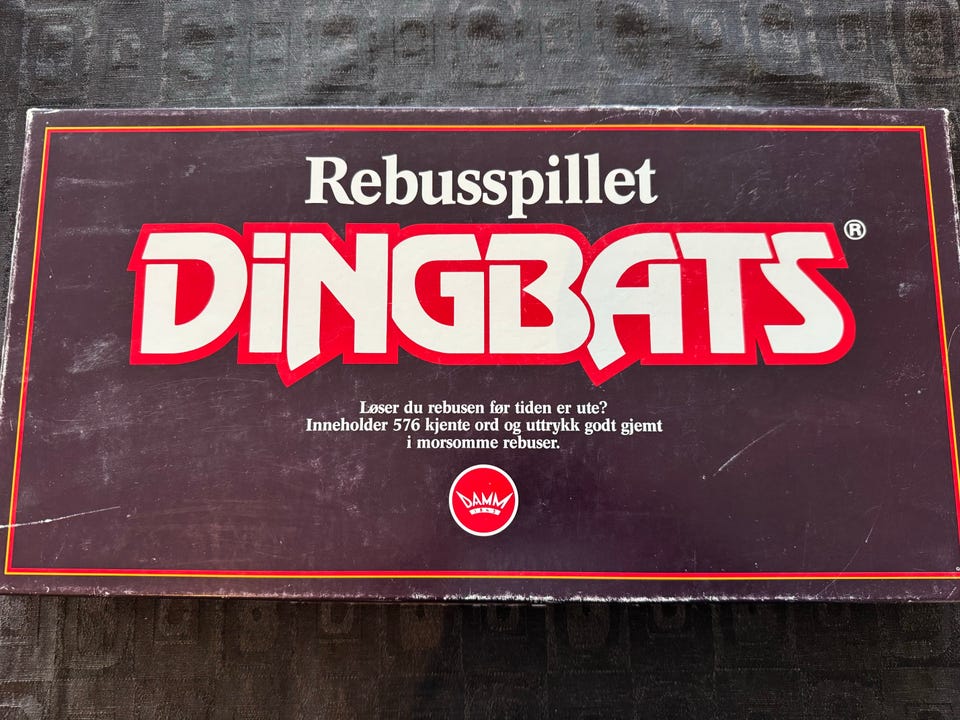 Rebusspillet
DiNGBATS®
Løser du rebusen før tiden er ute?
Inneholder 576 kjente ord og uttrykk godt gjemt
i morsomme rebuser.
DAMM
1843